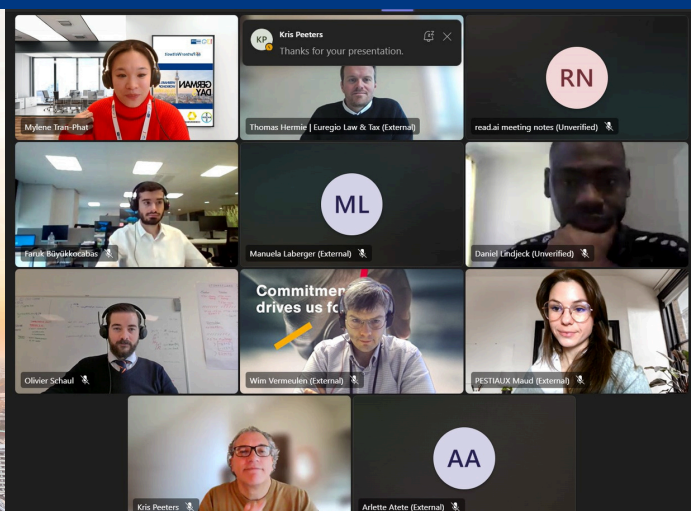 Kris Peeters
KP
Thanks for your presentation.
GERMAN
DAY
Mylene Tran-Phat
Thomas Hermie | Euregio Law & Tax (External)
RN
read.ai meeting notes (Unverified)
Faruk Büyükkocabas
ML
Manuela Laberger (External)
Daniel Lindjeck (Unverified)
Olivier Schaul
Commitmen
drives us fo
Wim Vermeulen (External)
PESTIAUX Maud (External)
Kris Peeters
AA
Arlette Atete (External)